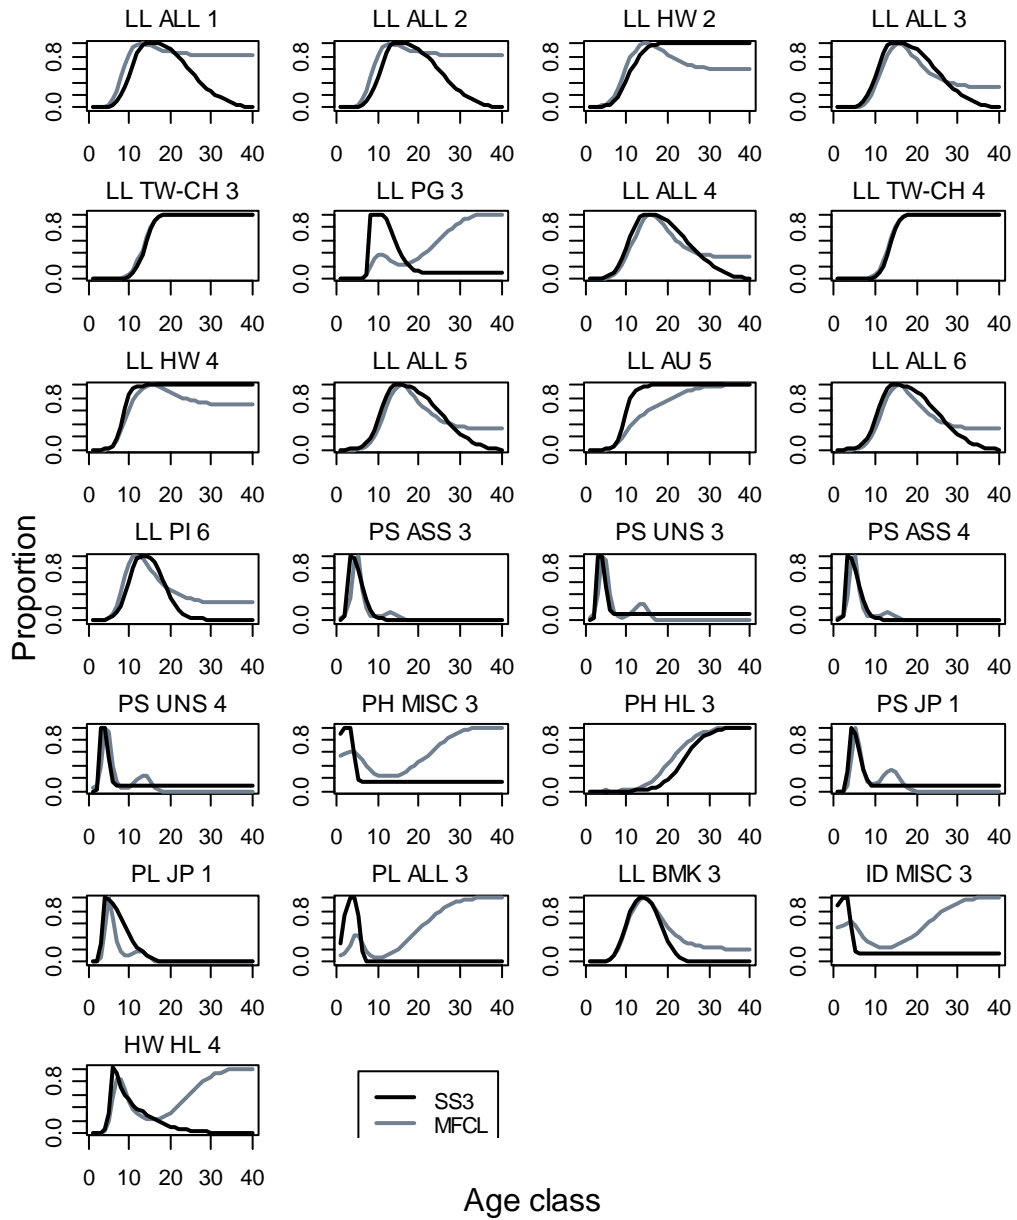 LL ALL 1 LL ALL 2 LL HW 2 LL ALL 3
0.0 0.8 0.0 0.8 0.0 0.8 0.0 0.8
0 10 20 30 40 0 10 20 30 40 0 10 20 30 40 0 10 20 30 40
LL TW-CH 3 LL PG 3 LL ALL 4 LL TW-CH 4
0.0 0.8 0.0 0.8 0.0 0.8 0.0 0.8
0 10 20 30 40 0 10 20 30 40 0 10 20 30 40 0 10 20 30 40
LL HW 4 LL ALL 5 LL AU 5 LL ALL 6
0.0 0.8 0.0 0.8 0.0 0.8 0.0 0.8
0 10 20 30 40 0 10 20 30 40 0 10 20 30 40 0 10 20 30 40
Proportion
LL PI 6 PS ASS 3 PS UNS 3 PS ASS 4
0.0 0.8 0.0 0.8 0.0 0.8 0.0 0.8
0 10 20 30 40 0 10 20 30 40 0 10 20 30 40 0 10 20 30 40
PS UNS 4 PH MISC 3 PH HL 3 PS JP 1
0.0 0.8 0.0 0.8 0.0 0.8 0.0 0.8
0 10 20 30 40 0 10 20 30 40 0 10 20 30 40 0 10 20 30 40
PL JP 1 PL ALL 3 LL BMK 3 ID MISC 3
0.0 0.8 0.0 0.8 0.0 0.8 0.0 0.8
0 10 20 30 40 0 10 20 30 40 0 10 20 30 40 0 10 20 30 40
HW HL 4
0.0 0.8
0 10 20 30 40
SS3
MFCL
Age class